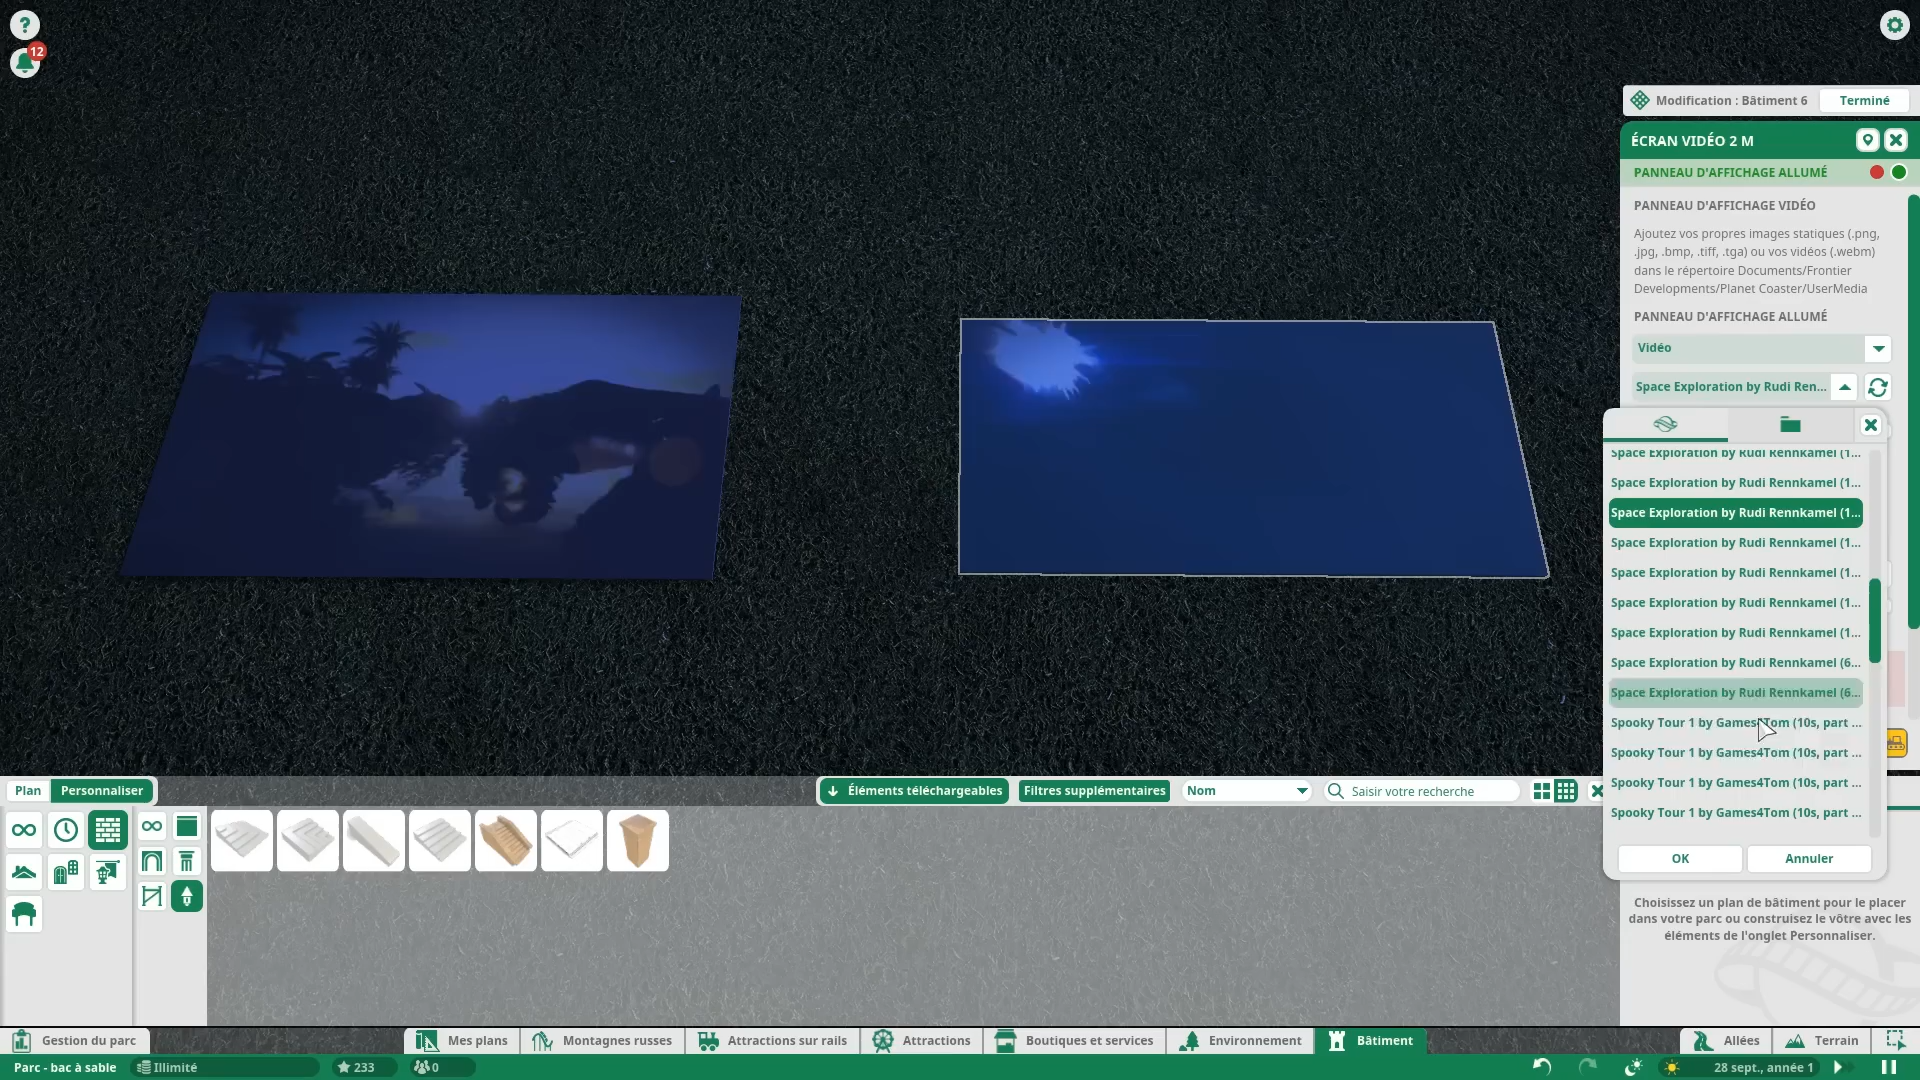 ?
12
Modification : Bâtiment 6
Terminé
ÉCRAN VIDÉO 2 M
PANNEAU D'AFFICHAGE ALLUMÉ
PANNEAU D'AFFICHAGE VIDÉO
Ajoutez vos propres images statiques (.png,
.jpg, .bmp, .tiff, .tga) ou vos vidéos (.webm)
dans le répertoire Documents/Frontier
Developments/Planet Coaster/UserMedia
PANNEAU D'AFFICHAGE ALLUMÉ
Vidéo
Space Exploration by Rudi Ren...
Space Exploration by Rudi Rennkamel (1...
Space Exploration by Rudi Rennkamel (1...
Space Exploration by Rudi Rennkamel (1...
Space Exploration by Rudi Rennkamel (1...
Space Exploration by Rudi Rennkamel (1...
Space Exploration by Rudi Rennkamel (1...
Space Exploration by Rudi Rennkamel (1...
Space Exploration by Rudi Rennkamel (6...
Space Exploration by Rudi Rennkamel (6...
Spooky Tour 1 by Games4Tom (10s, part ...
Spooky Tour 1 by Games4Tom (10s, part ...
Spooky Tour 1 by Games4Tom (10s, part ...
Spooky Tour 1 by Games4Tom (10s, part ...
OK
Annuler
Choisissez un plan de bâtiment pour le placer
dans votre parc ou construisez le vôtre avec les
éléments de l'onglet Personnaliser.
Plan
Personnaliser
Éléments téléchargeables
Filtres supplémentaires
Nom
Saisir votre recherche
Gestion du parc
Mes plans
Montagnes russes
Attractions sur rails
Attractions
Boutiques et services
Environnement
Bâtiment
Allées
Terrain
Parc - bac à sable
Illimité
233
0
28 sept., année 1